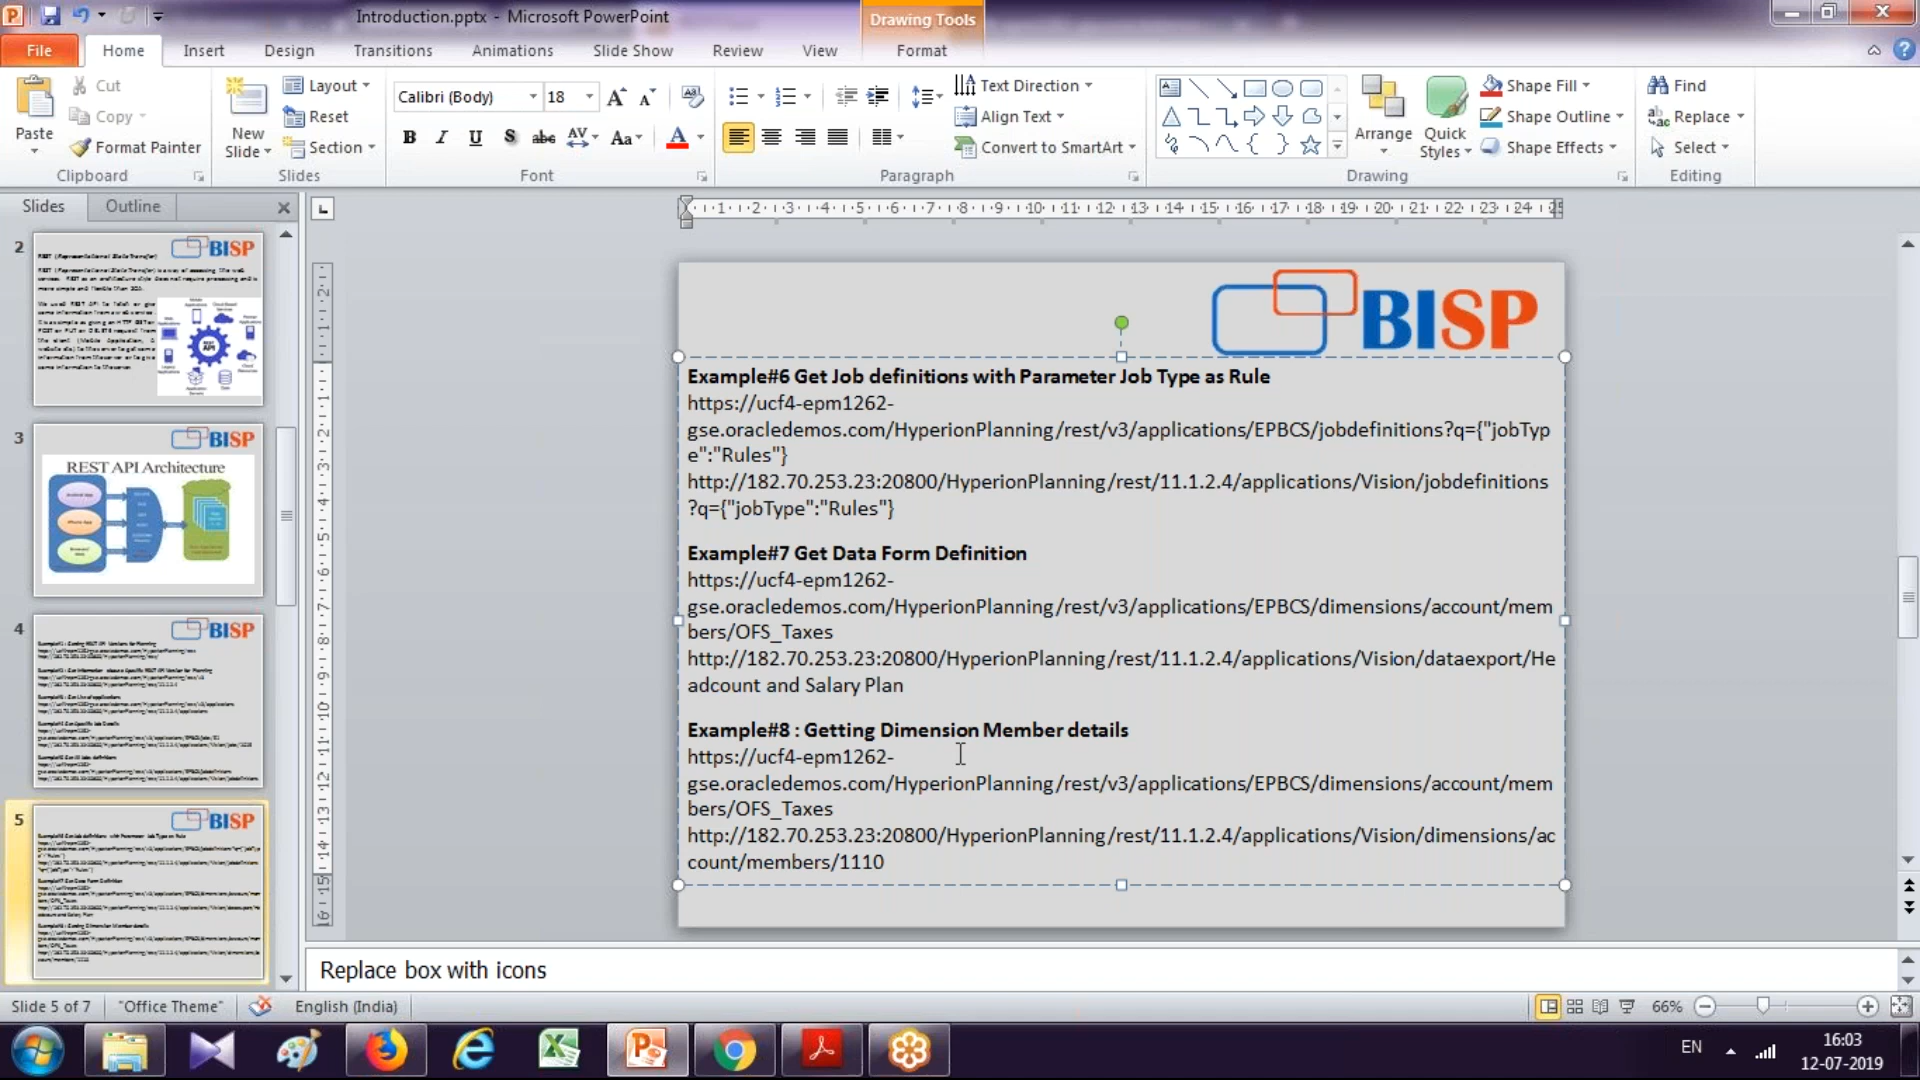 Introduction.pptx - Microsoft PowerPoint
Drawing Tools
File Home Insert Design Transitions Animations Slide Show Review View Format
Cut
Copy
Format Painter
Paste
Clipboard
New
Slide
Layout
Reset
Section
Slides
Calibri (Body) 18
Font
Paragraph
Text Direction
Align Text
Convert to SmartArt
Arrange
Quick
Styles
Shape Fill
Shape Outline
Shape Effects
Drawing
Find
Replace
Select
Editing
Slides Outline
2
BISP
REST API
3
BISP
REST API Architecture
4
BISP
5
BISP
BISP
Example#6 Get Job definitions with Parameter Job Type as Rule
https://ucf4-epm1262-
gse.oracledemos.com/HyperionPlanning/rest/v3/applications/EPBCS/jobdefinitions?q={"jobTyp
e":"Rules"}
http://182.70.253.23:20800/HyperionPlanning/rest/11.1.2.4/applications/Vision/jobdefinitions
?q={"jobType":"Rules"}
Example#7 Get Data Form Definition
https://ucf4-epm1262-
gse.oracledemos.com/HyperionPlanning/rest/v3/applications/EPBCS/dimensions/account/mem
bers/OFS_Taxes
http://182.70.253.23:20800/HyperionPlanning/rest/11.1.2.4/applications/Vision/dataexport/He
adcount and Salary Plan
Example#8 : Getting Dimension Member details
https://ucf4-epm1262-
gse.oracledemos.com/HyperionPlanning/rest/v3/applications/EPBCS/dimensions/account/mem
bers/OFS_Taxes
http://182.70.253.23:20800/HyperionPlanning/rest/11.1.2.4/applications/Vision/dimensions/ac
count/members/1110
Replace box with icons
Slide 5 of 7 "Office Theme" English (India) 66%
EN
16:03
12-07-2019